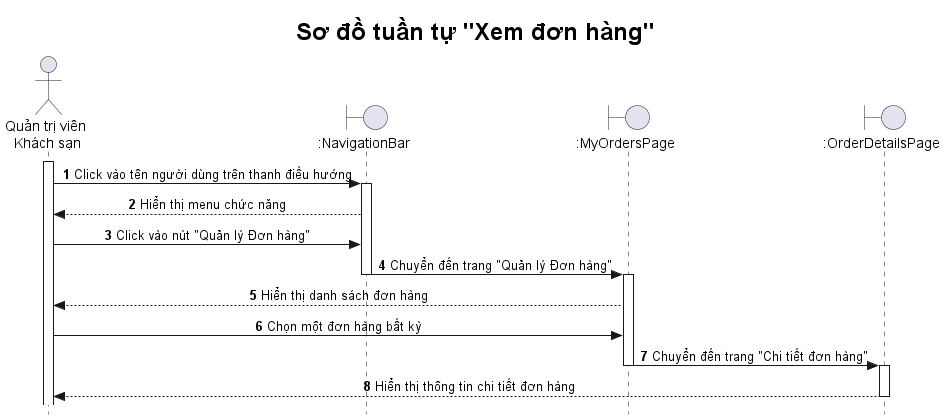 Sơ đồ tuần tự "Xem đơn hàng"
Quản trị viên
Khách sạn
:NavigationBar
:MyOrdersPage
:OrderDetailsPage
1 Click vào tên người dùng trên thanh điều hướng
2 Hiển thị menu chức năng
3 Click vào nút "Quản lý Đơn hàng"
4 Chuyển đến trang "Quản lý Đơn hàng"
5 Hiển thị danh sách đơn hàng
6 Chọn một đơn hàng bất kỳ
7 Chuyển đến trang "Chi tiết đơn hàng"
8 Hiển thị thông tin chi tiết đơn hàng